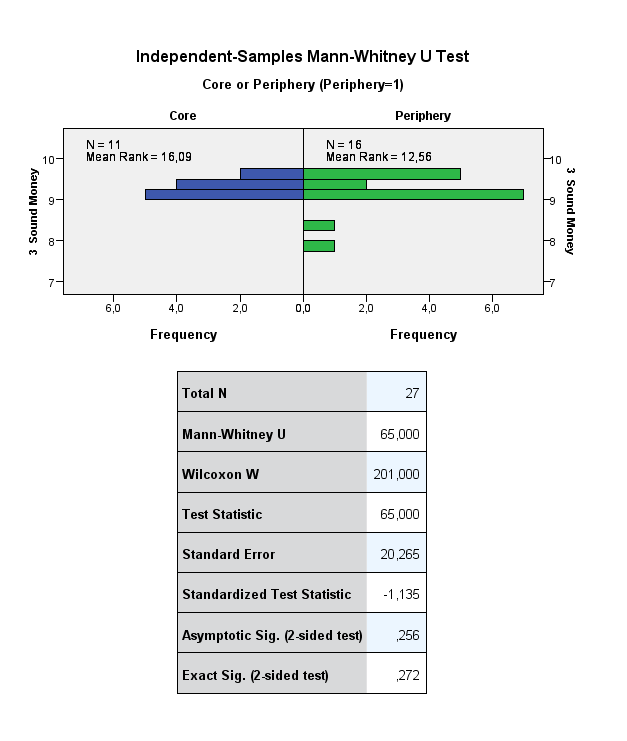 Independent-Samples Mann-Whitney U Test
Core or Periphery (Periphery=1)
Core Periphery
N = 11 N = 16
Mean Rank = 16,09 Mean Rank = 12,56
10 10
9 9
8 8
7 7
3 Sound Money 3 Sound Money
6,0 4,0 2,0 0,0 2,0 4,0 6,0
Frequency Frequency
Total N 27
Mann-Whitney U 65,000
Wilcoxon W 201,000
Test Statistic 65,000
Standard Error 20,265
Standardized Test Statistic -1,135
Asymptotic Sig. (2-sided test) ,256
Exact Sig. (2-sided test) ,272